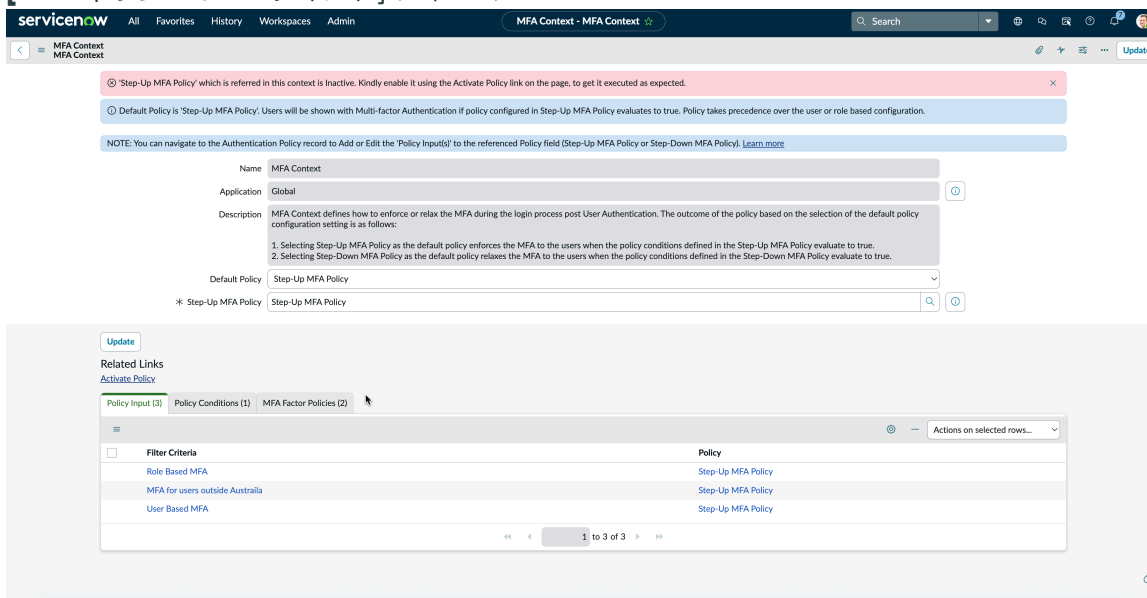 servicenow All Favorites History Workspaces Admin MFA Context - MFA Context Search 7
MFA Context
MFA Context
Updat
'Step-Up MFA Policy' which is referred in this context is Inactive. Kindly enable it using the Activate Policy link on the page, to get it executed as expected.
Default Policy is 'Step-Up MFA Policy'. Users will be shown with Multi-factor Authentication if policy configured in Step-Up MFA Policy evaluates to true. Policy takes precedence over the user or role based configuration.
NOTE: You can navigate to the Authentication Policy record to Add or Edit the 'Policy Input(s)' to the referenced Policy field (Step-Up MFA Policy or Step-Down MFA Policy). Learn more
Name MFA Context
Application Global
Description MFA Context defines how to enforce or relax the MFA during the login process post User Authentication. The outcome of the policy based on the selection of the default policy
configuration setting is as follows:
1. Selecting Step-Up MFA Policy as the default policy enforces the MFA to the users when the policy conditions defined in the Step-Up MFA Policy evaluate to true.
2. Selecting Step-Down MFA Policy as the default policy relaxes the MFA to the users when the policy conditions defined in the Step-Down MFA Policy evaluate to true.
Default Policy Step-Up MFA Policy
* Step-Up MFA Policy Step-Up MFA Policy
Update
Related Links
Activate Policy
Policy Input (3) Policy Conditions (1) MFA Factor Policies (2)
Actions on selected rows...
Filter Criteria Policy
Role Based MFA Step-Up MFA Policy
MFA for users outside Austraila Step-Up MFA Policy
User Based MFA Step-Up MFA Policy
1 to 3 of 3